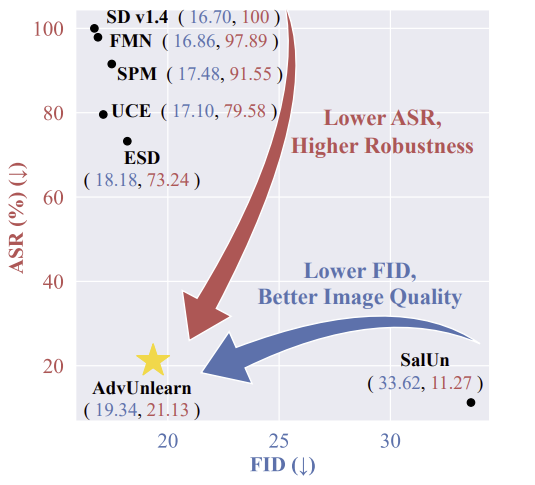 SD v1.4 ( 16.70, 100 )
FMN ( 16.86, 97.89 )
SPM ( 17.48, 91.55 )
UCE ( 17.10, 79.58 )
ESD
( 18.18, 73.24 )
Lower ASR,
Higher Robustness
Lower FID,
Better Image Quality
SalUn
( 33.62, 11.27 )
AdvUnlearn
( 19.34, 21.13 )
ASR (%) (↓)
100
80
60
40
20
20 25 30
FID (↓)